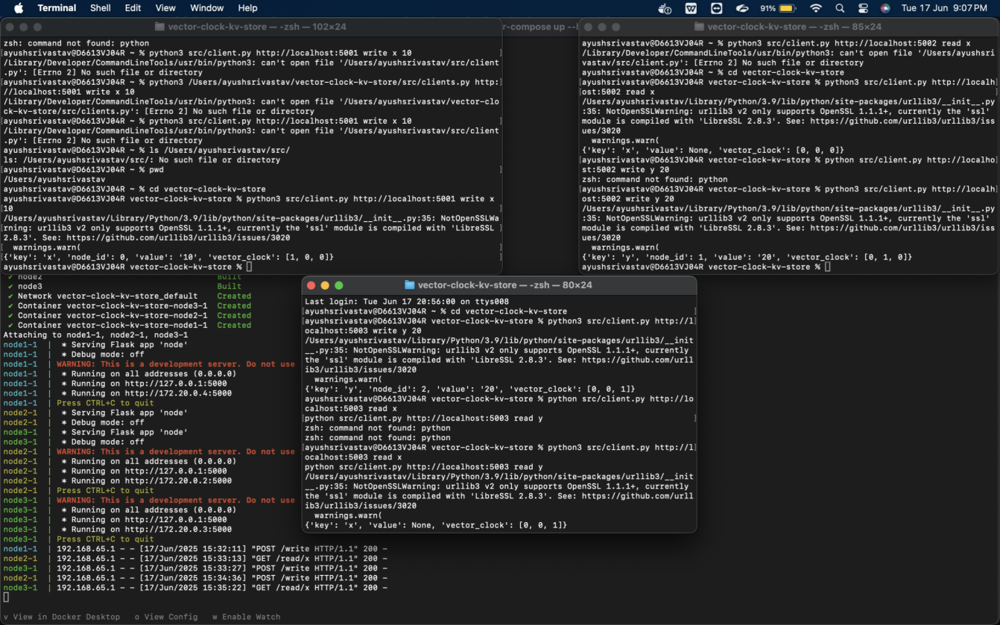 Terminal Shell Edit View Window Help
91%
Tue 17 Jun 9:07 PM
vector-clock-kv-store — -zsh — 102×24
zsh: command not found: python
[ayushsrivastav@D6613VJ04R ~ % python3 src/client.py http://localhost:5001 write x 10 ]
/Library/Developer/CommandLineTools/usr/bin/python3: can't open file '/Users/ayushsrivastav/src/client
.py': [Errno 2] No such file or directory
[ayushsrivastav@D6613VJ04R ~ % python3 /Users/ayushsrivastav/vector-clock-kv-store/src/clients.py http:
//localhost:5001 write x 10
/Library/Developer/CommandLineTools/usr/bin/python3: can't open file '/Users/ayushsrivastav/vector-clo
ck-kv-store/src/clients.py': [Errno 2] No such file or directory
[ayushsrivastav@D6613VJ04R ~ % python3 src/client.py http://localhost:5001 write x 10 ]
/Library/Developer/CommandLineTools/usr/bin/python3: can't open file '/Users/ayushsrivastav/src/client
.py': [Errno 2] No such file or directory
ayushsrivastav@D6613VJ04R ~ % ls /Users/ayushsrivastav/src/
ls: /Users/ayushsrivastav/src/: No such file or directory
[ayushsrivastav@D6613VJ04R ~ % pwd ]
/Users/ayushsrivastav
ayushsrivastav@D6613VJ04R ~ % cd vector-clock-kv-store
ayushsrivastav@D6613VJ04R vector-clock-kv-store % python3 src/client.py http://localhost:5001 write x
[10 ]
/Users/ayushsrivastav/Library/Python/3.9/lib/python/site-packages/urllib3/__init__.py:35: NotOpenSSLWa
[rning: urllib3 v2 only supports OpenSSL 1.1.1+, currently the 'ssl' module is compiled with 'LibreSSL ]
2.8.3'. See: https://github.com/urllib3/urllib3/issues/3020
[ warnings.warn( ]
[{'key': 'x', 'node_id': 0, 'value': '10', 'vector_clock': [1, 0, 0]} ]
ayushsrivastav@D6613VJ04R vector-clock-kv-store %
r-compose up --
vector-clock-kv-store — -zsh — 85×24
ayushsrivastav@D6613VJ04R ~ % python3 src/client.py http://localhost:5002 read x
/Library/Developer/CommandLineTools/usr/bin/python3: can't open file '/Users/ayushsri
vastav/src/client.py': [Errno 2] No such file or directory
ayushsrivastav@D6613VJ04R ~ % cd vector-clock-kv-store
[ayushsrivastav@D6613VJ04R vector-clock-kv-store % python3 src/client.py http://localh]
[ost:5002 read x ]
/Users/ayushsrivastav/Library/Python/3.9/lib/python/site-packages/urllib3/__init__.py
:35: NotOpenSSLWarning: urllib3 v2 only supports OpenSSL 1.1.1+, currently the 'ssl'
module is compiled with 'LibreSSL 2.8.3'. See: https://github.com/urllib3/urllib3/iss
ues/3020
warnings.warn(
{'key': 'x', 'value': None, 'vector_clock': [0, 0, 0]}
[ayushsrivastav@D6613VJ04R vector-clock-kv-store % python src/client.py http://localho]
st:5002 write y 20
zsh: command not found: python
[ayushsrivastav@D6613VJ04R vector-clock-kv-store % python3 src/client.py http://localh]
ost:5002 write y 20
/Users/ayushsrivastav/Library/Python/3.9/lib/python/site-packages/urllib3/__init__.py
:35: NotOpenSSLWarning: urllib3 v2 only supports OpenSSL 1.1.1+, currently the 'ssl'
module is compiled with 'LibreSSL 2.8.3'. See: https://github.com/urllib3/urllib3/iss
ues/3020
warnings.warn(
{'key': 'y', 'node_id': 1, 'value': '20', 'vector_clock': [0, 1, 0]}
ayushsrivastav@D6613VJ04R vector-clock-kv-store %
✔ node2 Built
✔ node3 Built
✔ Network vector-clock-kv-store_default Created
✔ Container vector-clock-kv-store-node3-1 Created
✔ Container vector-clock-kv-store-node2-1 Created
✔ Container vector-clock-kv-store-node1-1 Created
Attaching to node1-1, node2-1, node3-1
node1-1 | * Serving Flask app 'node'
node1-1 | * Debug mode: off
node1-1 | WARNING: This is a development server. Do not use
node1-1 | * Running on all addresses (0.0.0.0)
node1-1 | * Running on http://127.0.0.1:5000
node1-1 | * Running on http://172.20.0.4:5000
node1-1 | Press CTRL+C to quit
node2-1 | * Serving Flask app 'node'
node2-1 | * Debug mode: off
node3-1 | * Serving Flask app 'node'
node3-1 | * Debug mode: off
node2-1 | WARNING: This is a development server. Do not use
node2-1 | * Running on all addresses (0.0.0.0)
node2-1 | * Running on http://127.0.0.1:5000
node2-1 | * Running on http://172.20.0.2:5000
node2-1 | Press CTRL+C to quit
node3-1 | WARNING: This is a development server. Do not use
node3-1 | * Running on all addresses (0.0.0.0)
node3-1 | * Running on http://127.0.0.1:5000
node3-1 | * Running on http://172.20.0.3:5000
node3-1 | Press CTRL+C to quit
node1-1 | 192.168.65.1 - - [17/Jun/2025 15:32:11] "POST /write HTTP/1.1" 200 -
node2-1 | 192.168.65.1 - - [17/Jun/2025 15:33:13] "GET /read/x HTTP/1.1" 200 -
node3-1 | 192.168.65.1 - - [17/Jun/2025 15:33:27] "POST /write HTTP/1.1" 200 -
node2-1 | 192.168.65.1 - - [17/Jun/2025 15:34:36] "POST /write HTTP/1.1" 200 -
node3-1 | 192.168.65.1 - - [17/Jun/2025 15:35:22] "GET /read/x HTTP/1.1" 200 -
v View in Docker Desktop o View Config w Enable Watch
vector-clock-kv-store — -zsh — 80×24
Last login: Tue Jun 17 20:56:00 on ttys008
[ayushsrivastav@D6613VJ04R ~ % cd vector-clock-kv-store ]
[ayushsrivastav@D6613VJ04R vector-clock-kv-store % python3 src/client.py http://l]
ocalhost:5003 write y 20
/Users/ayushsrivastav/Library/Python/3.9/lib/python/site-packages/urllib3/__init
__.py:35: NotOpenSSLWarning: urllib3 v2 only supports OpenSSL 1.1.1+, currently
the 'ssl' module is compiled with 'LibreSSL 2.8.3'. See: https://github.com/urll
ib3/urllib3/issues/3020
warnings.warn(
{'key': 'y', 'node_id': 2, 'value': '20', 'vector_clock': [0, 0, 1]}
ayushsrivastav@D6613VJ04R vector-clock-kv-store % python src/client.py http://lo
calhost:5003 read x
[python src/client.py http://localhost:5003 read y ]
zsh: command not found: python
zsh: command not found: python
[ayushsrivastav@D6613VJ04R vector-clock-kv-store % python3 src/client.py http://l]
ocalhost:5003 read x
python src/client.py http://localhost:5003 read y
/Users/ayushsrivastav/Library/Python/3.9/lib/python/site-packages/urllib3/__init
__.py:35: NotOpenSSLWarning: urllib3 v2 only supports OpenSSL 1.1.1+, currently
the 'ssl' module is compiled with 'LibreSSL 2.8.3'. See: https://github.com/urll
ib3/urllib3/issues/3020
warnings.warn(
{'key': 'x', 'value': None, 'vector_clock': [0, 0, 1]}